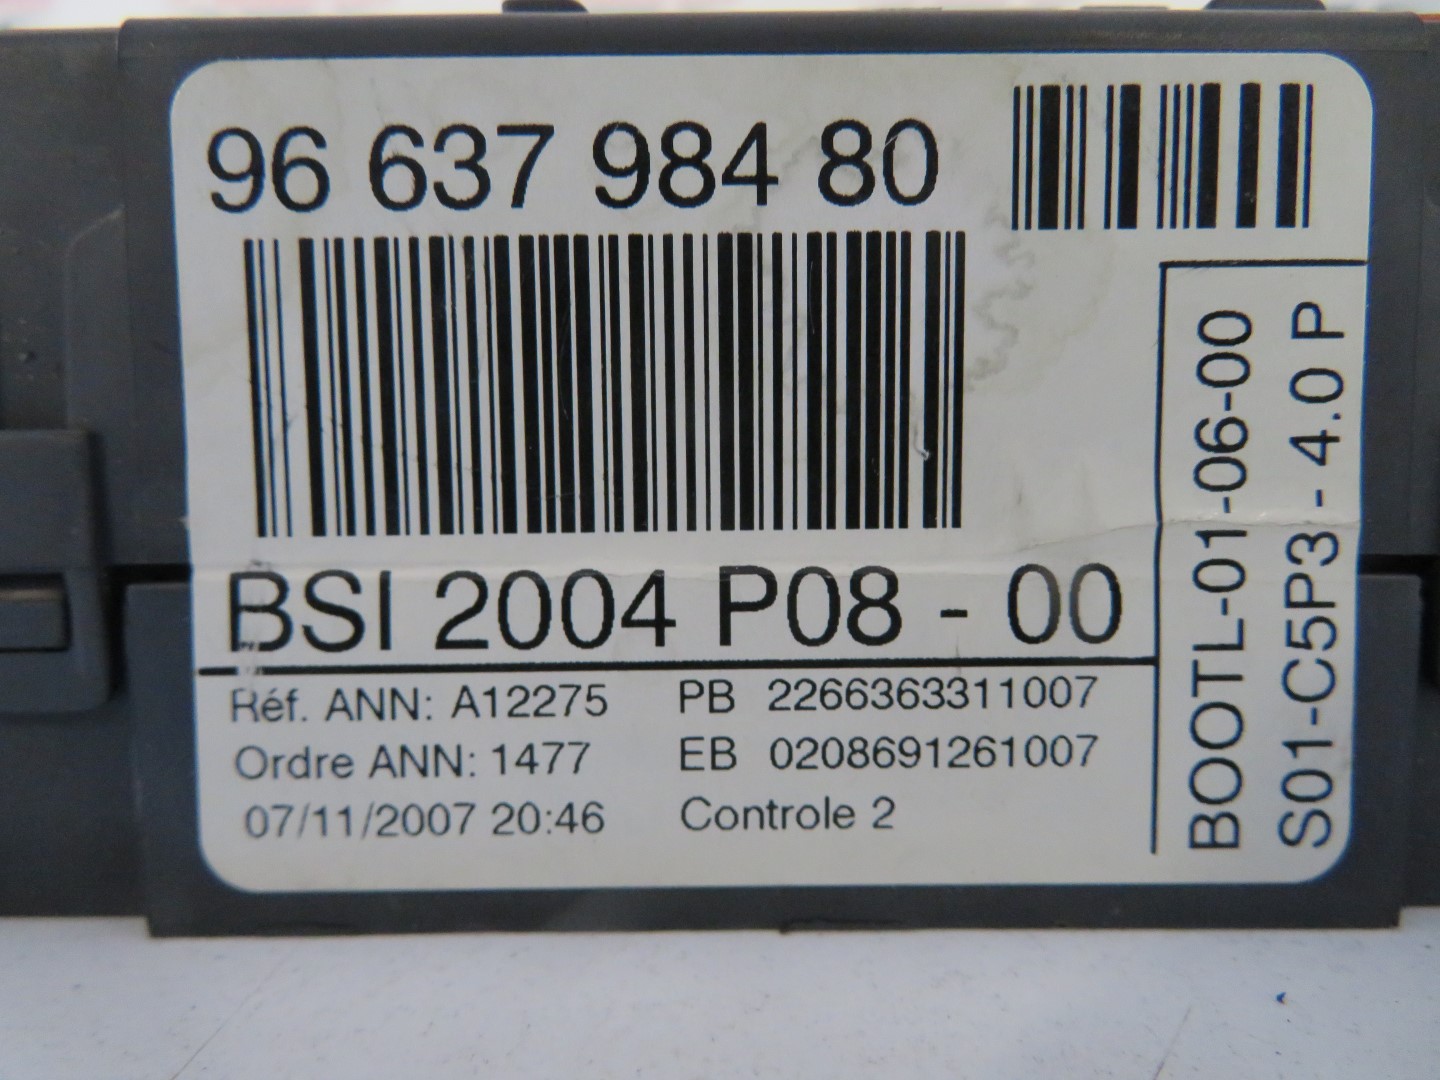 96 637 984 80
BSI 2004 P08 - 00
Réf. ANN: A12275 PB 2266363311007
Ordre ANN: 1477 EB 0208691261007
07/11/2007 20:46 Controle 2
BOOTL-01-06-00
S01-C5P3 - 4.0 P